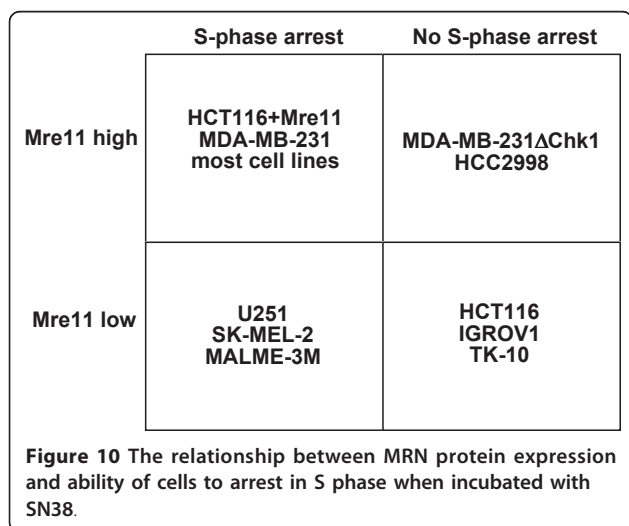 S-phase arrest No S-phase arrest
Mre11 high
HCT116+Mre11
MDA-MB-231
most cell lines
MDA-MB-231ΔChk1
HCC2998
Mre11 low
U251
SK-MEL-2
MALME-3M
HCT116
IGROV1
TK-10
Figure 10 The relationship between MRN protein expression
and ability of cells to arrest in S phase when incubated with
SN38.